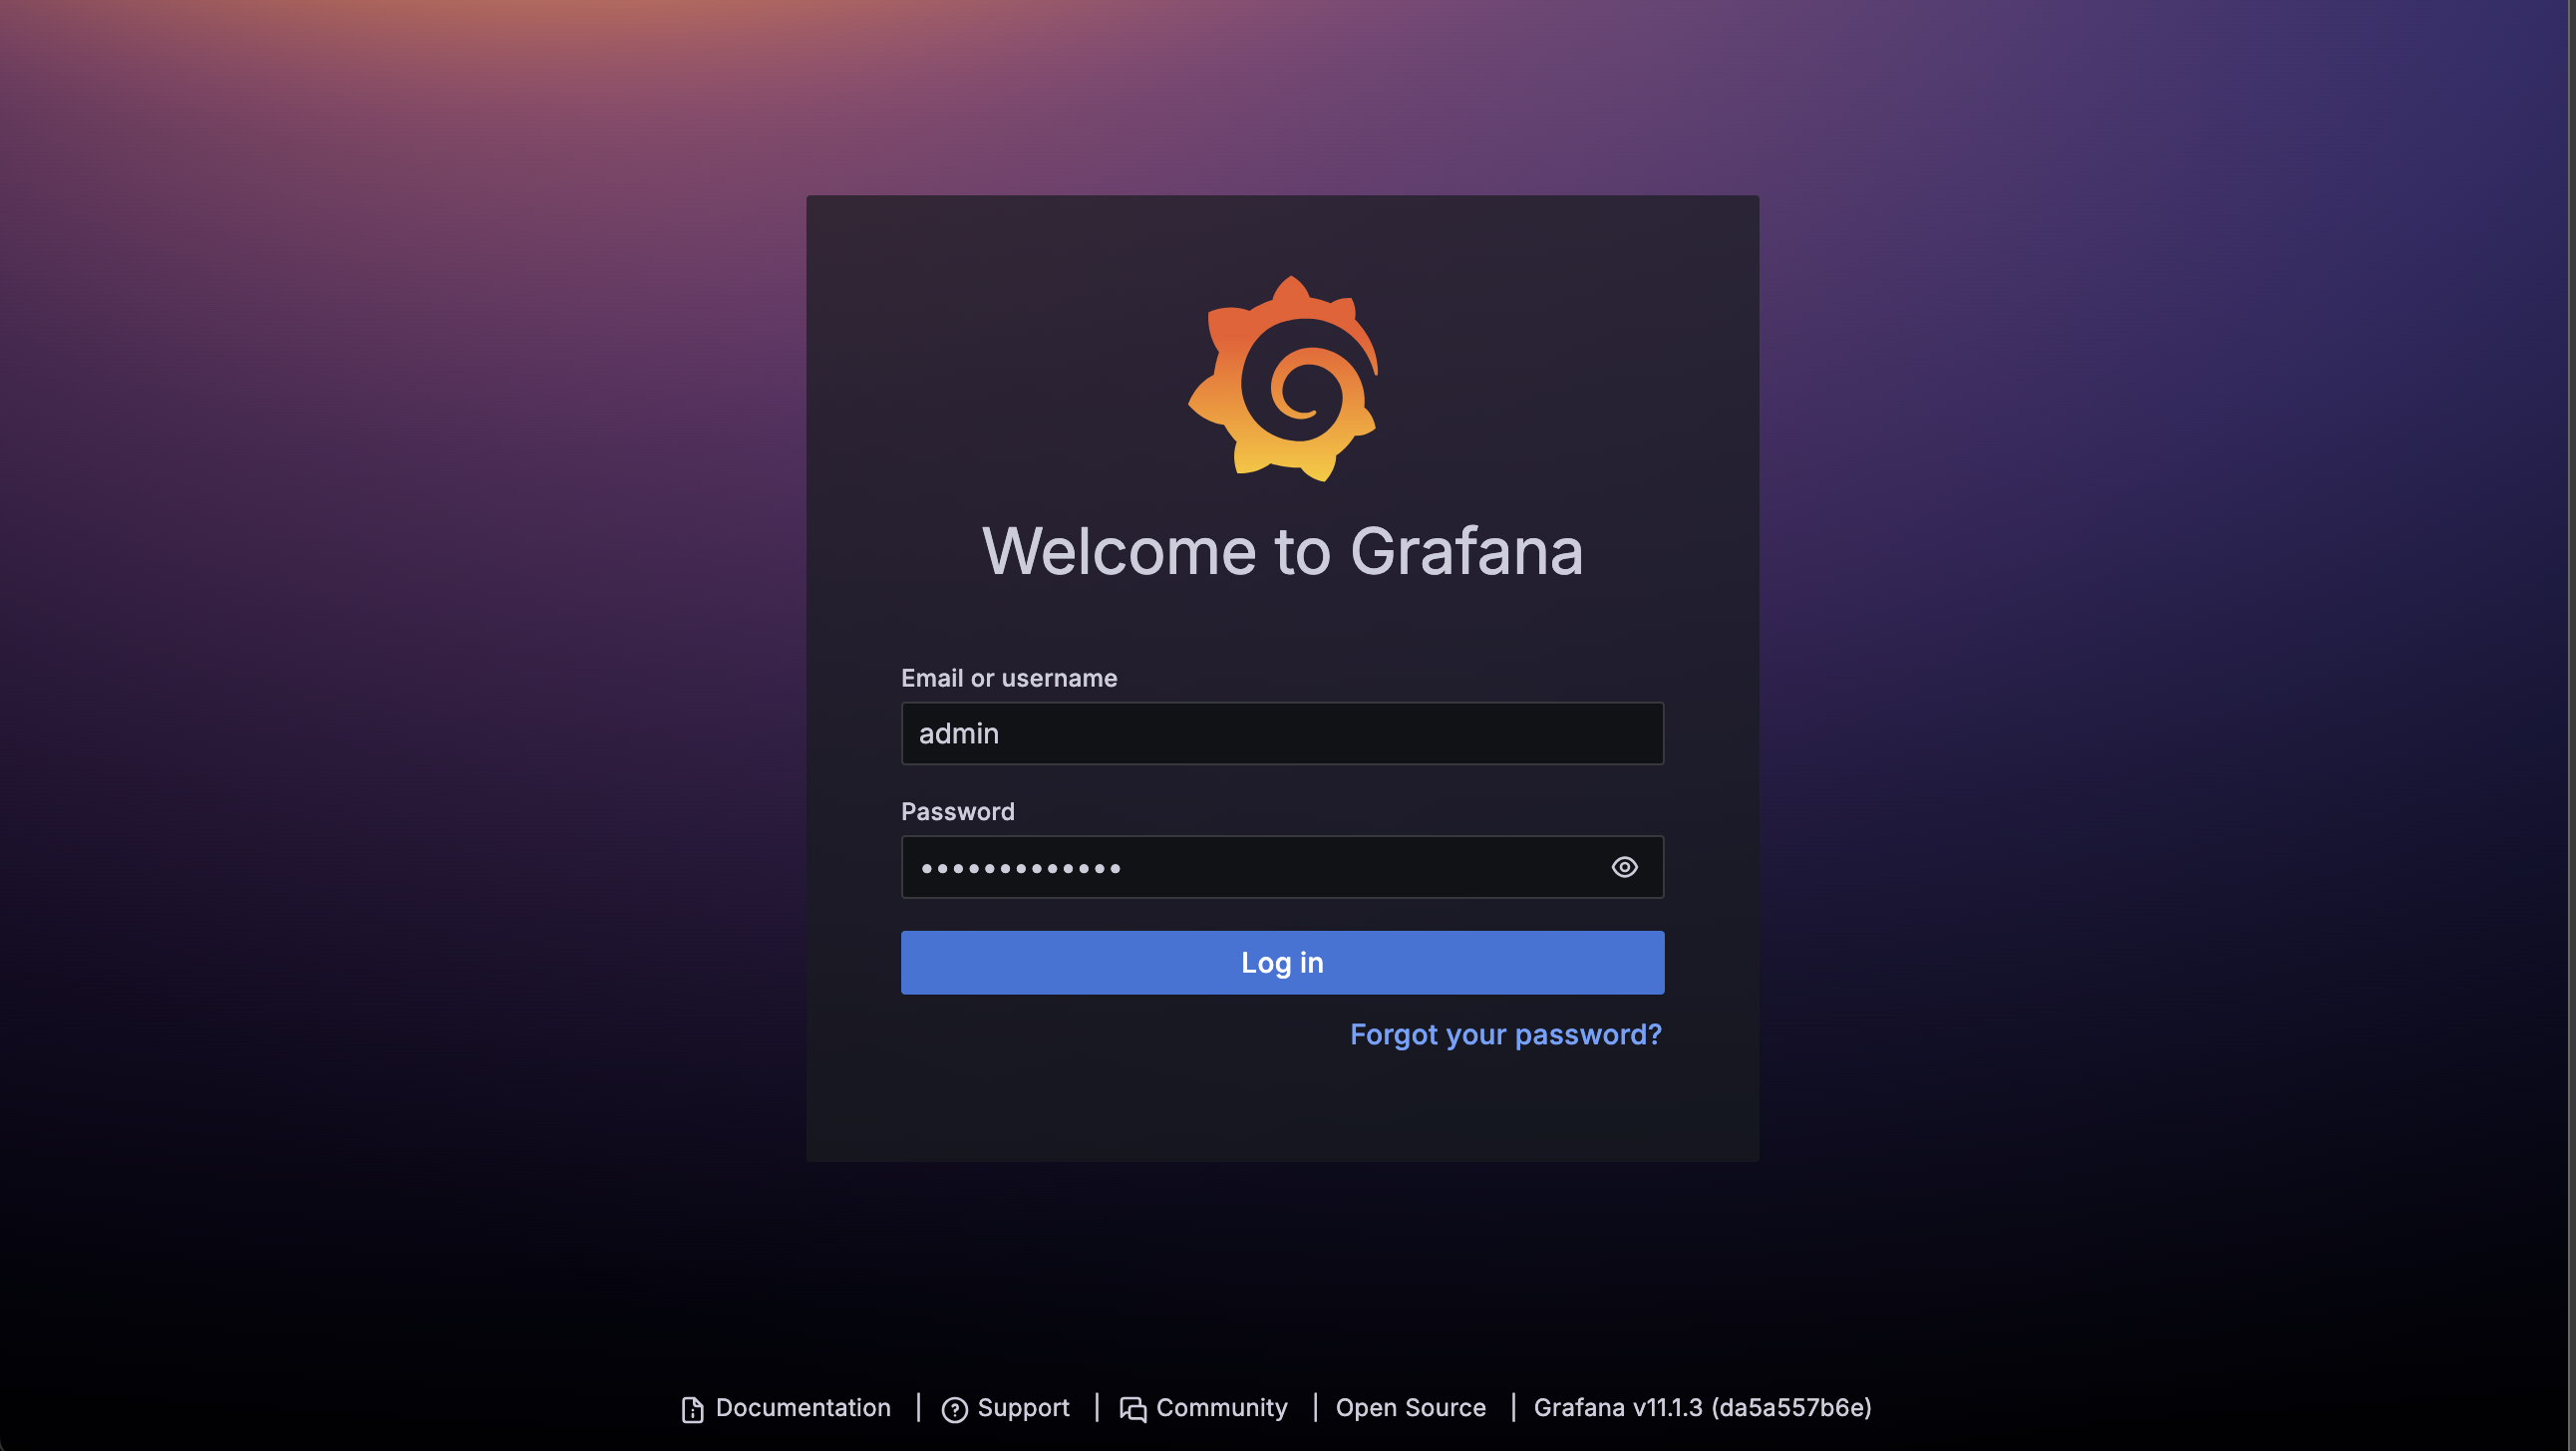 Welcome to Grafana
Email or username
admin
Password
•••••••••••••
Log in
Forgot your password?
Documentation | Support | Community | Open Source | Grafana v11.1.3 (da5a557b6e)